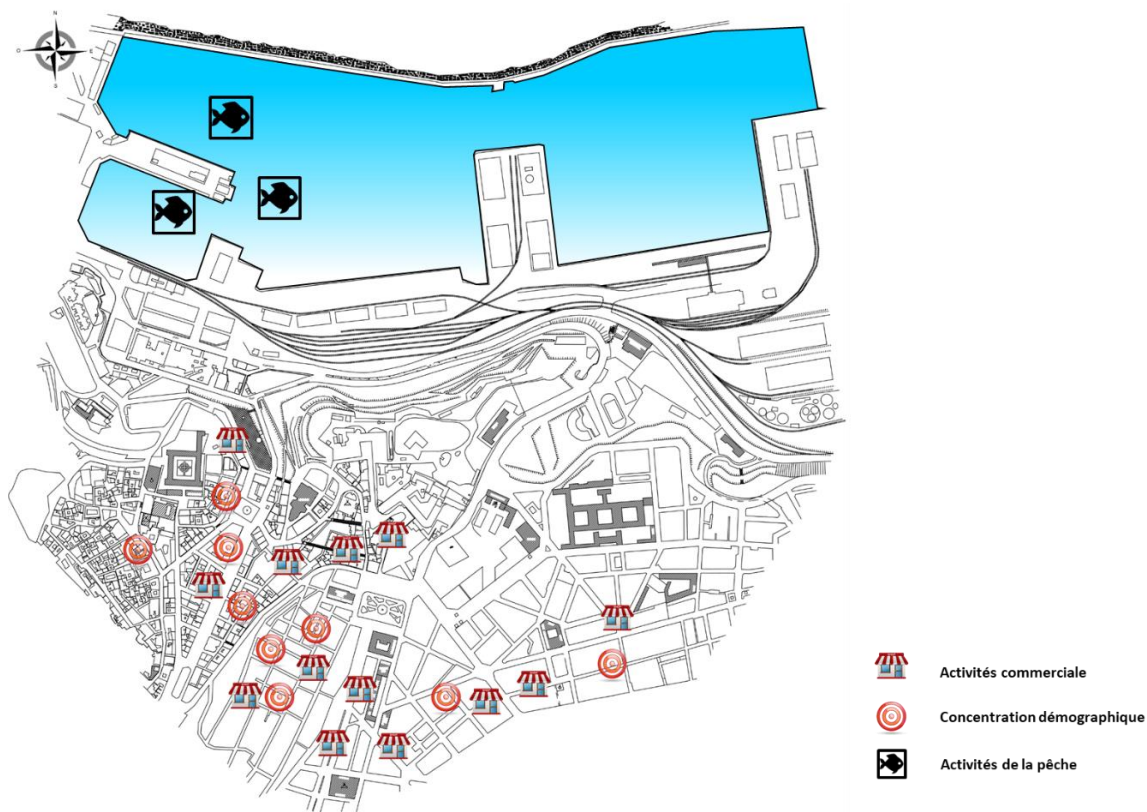 N
O
E
S
Activités commerciale
Concentration démographique
Activités de la pêche